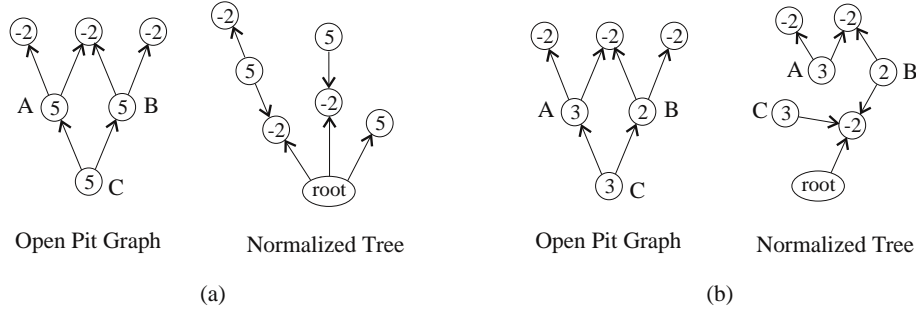 -2 -2 -2
A 5 5 B
5 C
-2
5
5
-2
-2
5
root
Open Pit Graph
Normalized Tree
(a)
-2 -2 -2
A 3 2 B
3 C
-2 -2
A 3 2 B
C 3 -2
root
Open Pit Graph
Normalized Tree
(b)